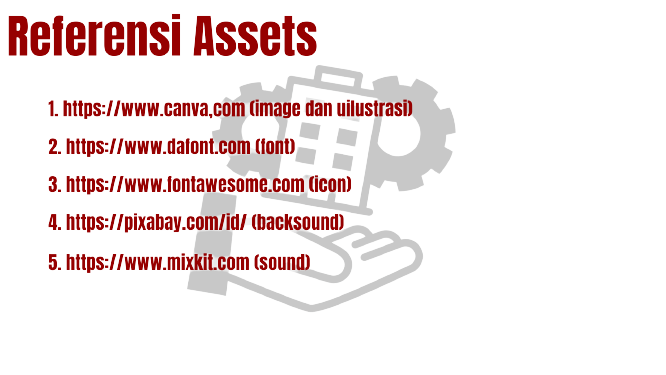 Referensi Assets
1. https://www.canva,com (image dan uilustrasi)
2. https://www.dafont.com (font)
3. https://www.fontawesome.com (icon)
4. https://pixabay.com/id/ (backsound)
5. https://www.mixkit.com (sound)